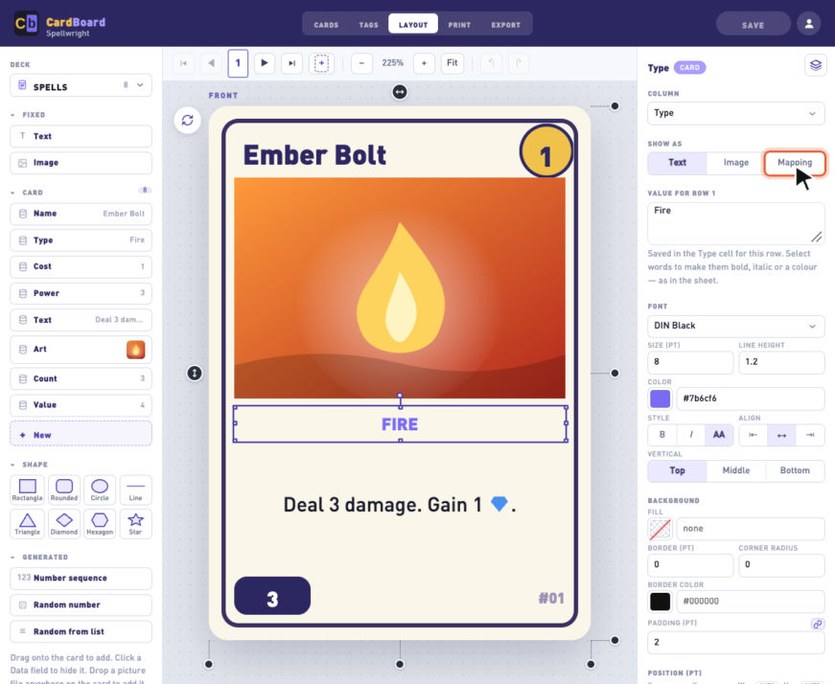 Cb CardBoard
Spellwright
CARDS TAGS LAYOUT PRINT EXPORT
SAVE
DECK
SPELLS 8
FIXED
T Text
Image
CARD 8
Name Ember Bolt
Type Fire
Cost 1
Power 3
Text Deal 3 dam...
Art
Count 3
Value 4
+ New
SHAPE
Rectangle Rounded Circle Line
Triangle Diamond Hexagon Star
GENERATED
123 Number sequence
Random number
Random from list
Drag onto the card to add. Click a
Data field to hide it. Drop a picture
file anywhere on the card to add it
1
− 225% + Fit
FRONT
Ember Bolt
1
FIRE
Deal 3 damage. Gain 1 .
3
#01
Type CARD
COLUMN
Type
SHOW AS
Text Image Mapping
VALUE FOR ROW 1
Fire
Saved in the Type cell for this row. Select
words to make them bold, italic or a colour
— as in the sheet.
FONT
DIN Black
SIZE (PT) LINE HEIGHT
8 1.2
COLOR
#7b6cf6
STYLE ALIGN
B I AA
VERTICAL
Top Middle Bottom
BACKGROUND
FILL
none
BORDER (PT) CORNER RADIUS
0 0
BORDER COLOR
#000000
PADDING (PT)
2
POSITION (PT)